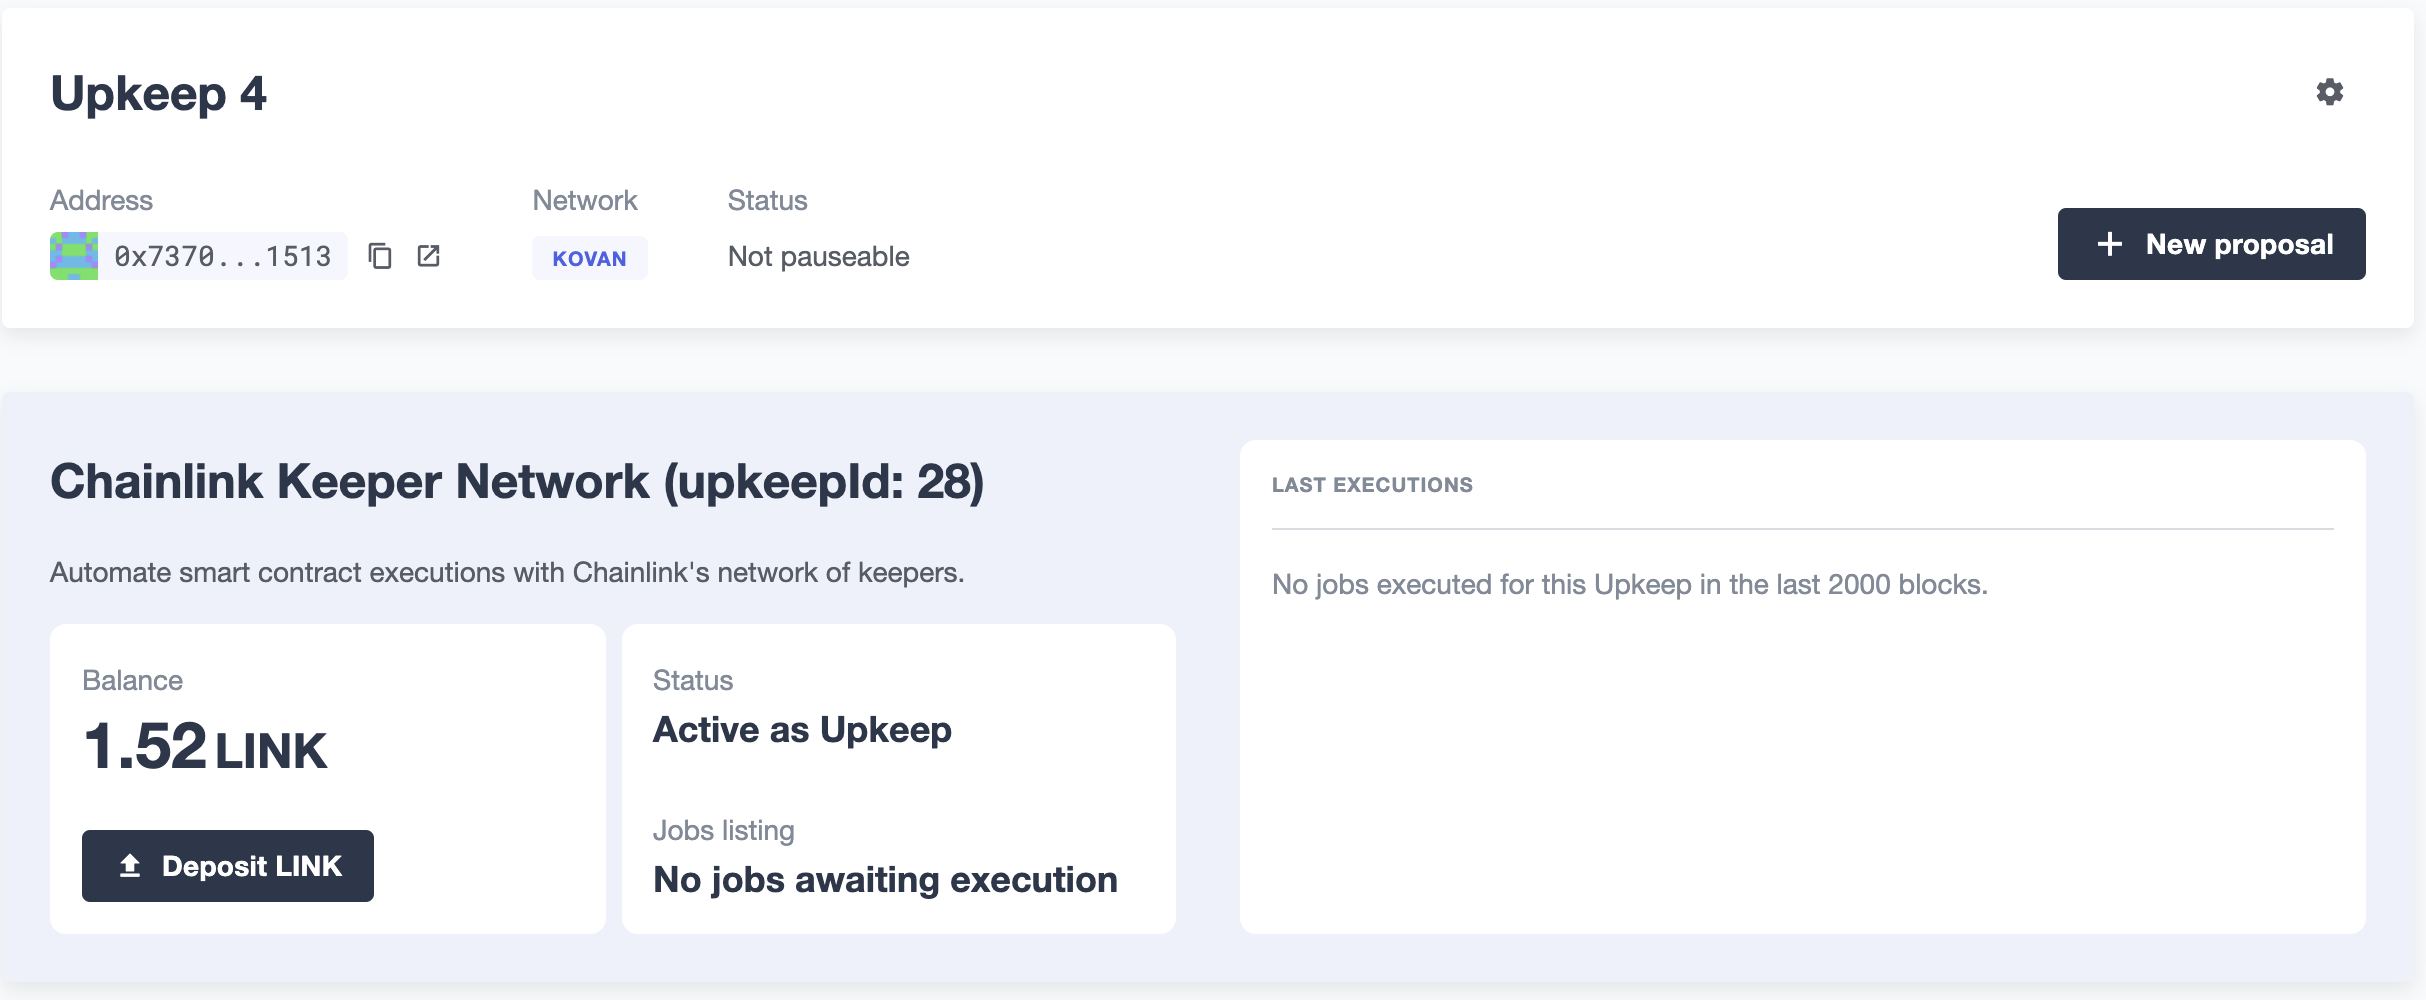 Upkeep 4
Address
Network
Status
0x7370...1513
KOVAN
Not pauseable
New proposal
Chainlink Keeper Network (upkeepId: 28)
Automate smart contract executions with Chainlink's network of keepers.
Balance
1.52 LINK
Deposit LINK
Status
Active as Upkeep
Jobs listing
No jobs awaiting execution
LAST EXECUTIONS
No jobs executed for this Upkeep in the last 2000 blocks.